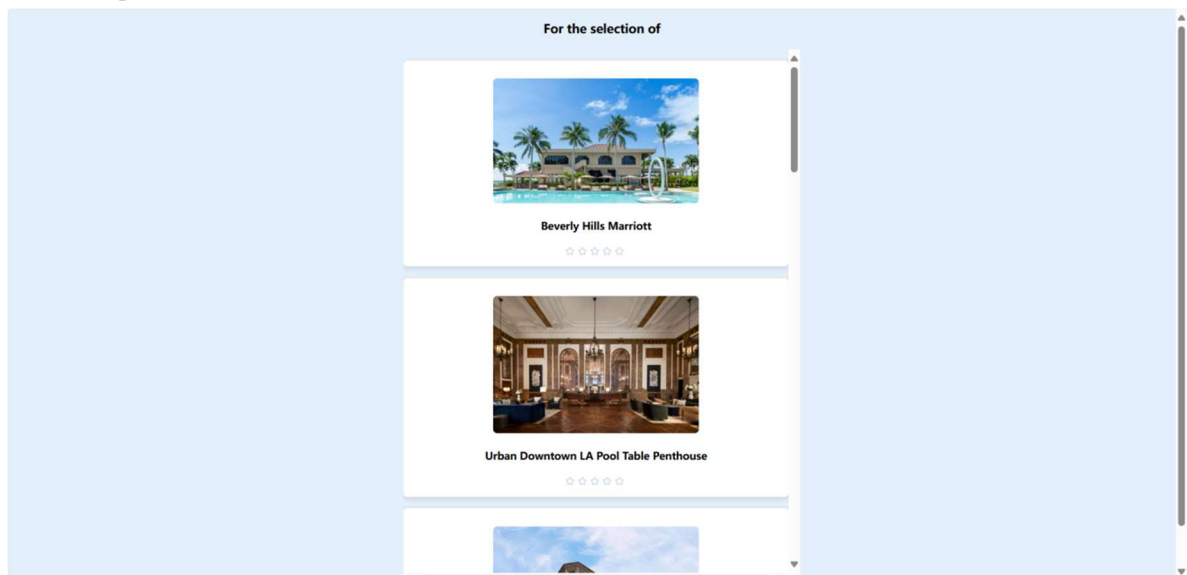 For the selection of
Beverly Hills Marriott
Urban Downtown LA Pool Table Penthouse